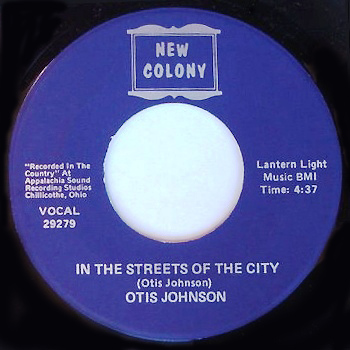 NEW
COLONY
"Recorded In The
Country" At
Appalachia Sound
Recording Studios
Chillicothe, Ohio
VOCAL
29279
Lantern Light
Music BMI
Time: 4:37
IN THE STREETS OF THE CITY
(Otis Johnson)
OTIS JOHNSON